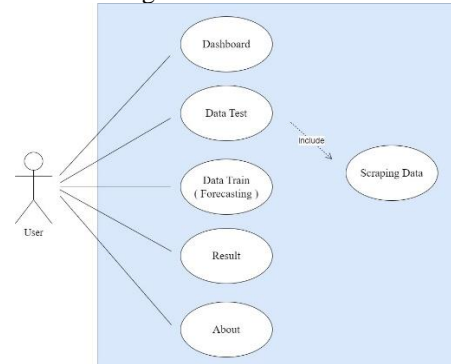 Dashboard
Data Test
Include
Scraping Data
Data Train
( Forecasting )
User
Result
About